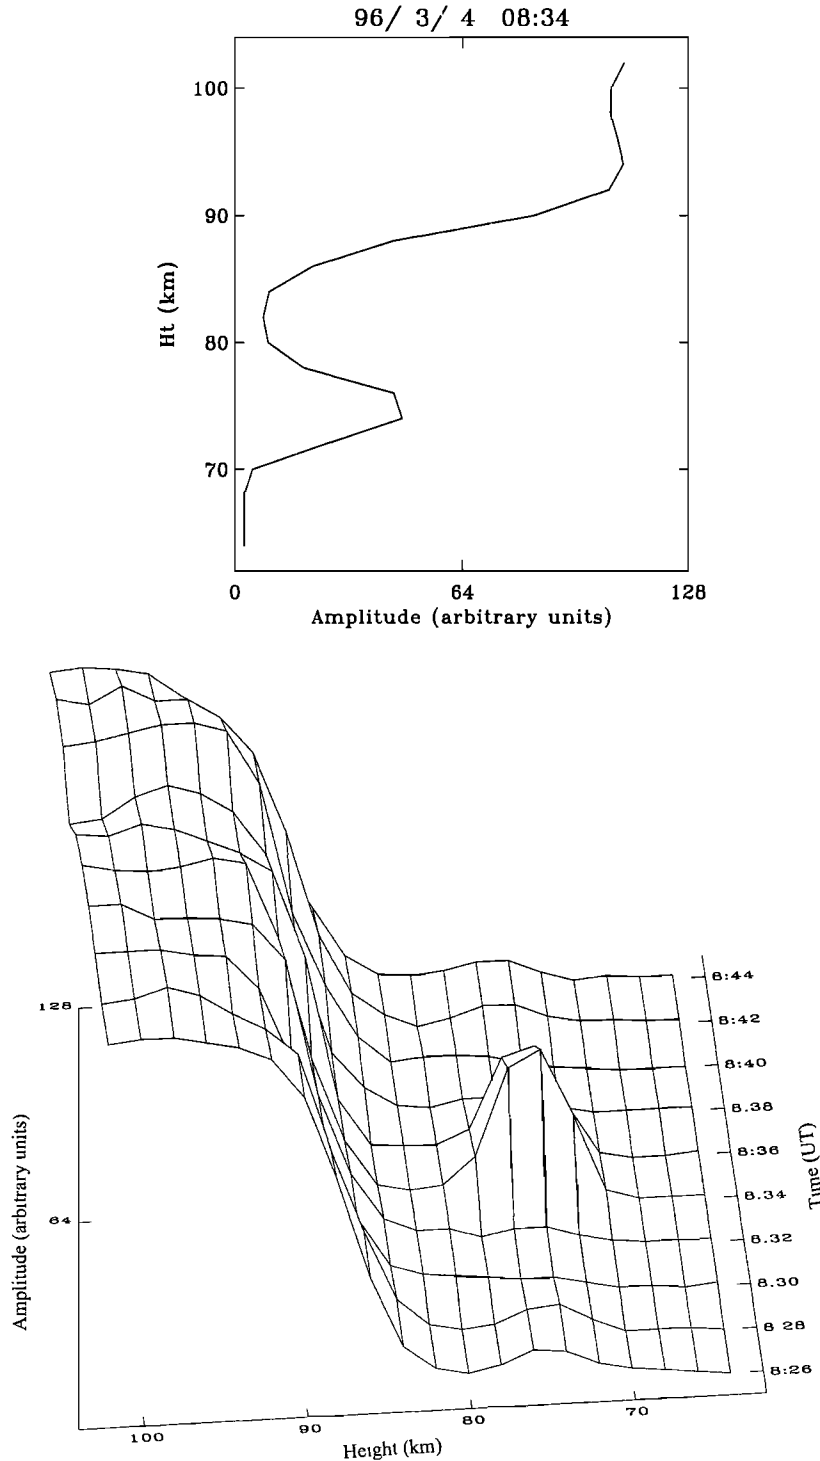 96/ 3/ 4 08:34
100
90
80
70
Ht (km)
0 64 128
Amplitude (arbitrary units)
128
64
Amplitude (arbitrary units)
8:44
8:42
8:40
8.38
8:36
8.34
8.32
8.30
8 28
8:26
Time (UT)
100 90 80 70
Height (km)